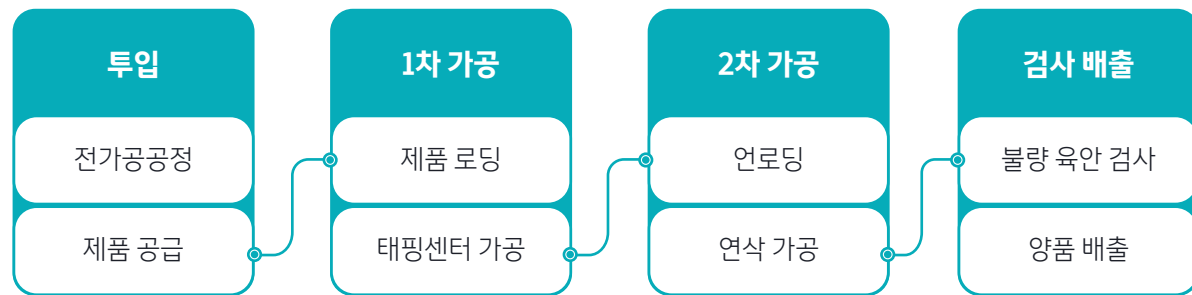 투입
전가공공정
제품 공급
1차 가공
제품 로딩
태핑센터 가공
2차 가공
언로딩
연삭 가공
검사 배출
불량 육안 검사
양품 배출